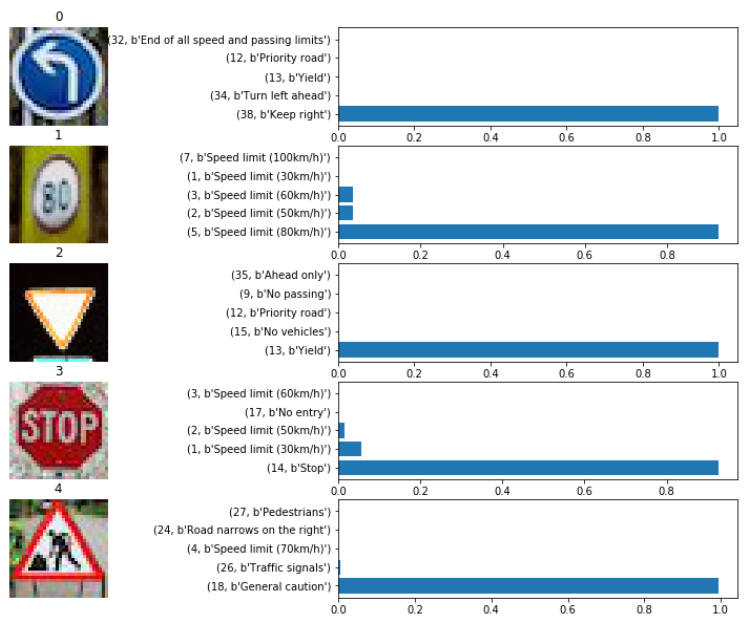 0
(32, b'End of all speed and passing limits')
(12, b'Priority road')
(13, b'Yield')
(34, b'Turn left ahead')
(38, b'Keep right')
0.0 0.2 0.4 0.6 0.8 1.0
1
80
(7, b'Speed limit (100km/h)')
(1, b'Speed limit (30km/h)')
(3, b'Speed limit (60km/h)')
(2, b'Speed limit (50km/h)')
(5, b'Speed limit (80km/h)')
0.0 0.2 0.4 0.6 0.8
2
(35, b'Ahead only')
(9, b'No passing')
(12, b'Priority road')
(15, b'No vehicles')
(13, b'Yield')
0.0 0.2 0.4 0.6 0.8 1.0
3
STOP
(3, b'Speed limit (60km/h)')
(17, b'No entry')
(2, b'Speed limit (50km/h)')
(1, b'Speed limit (30km/h)')
(14, b'Stop')
0.0 0.2 0.4 0.6 0.8
4
(27, b'Pedestrians')
(24, b'Road narrows on the right')
(4, b'Speed limit (70km/h)')
(26, b'Traffic signals')
(18, b'General caution')
0.0 0.2 0.4 0.6 0.8 1.0